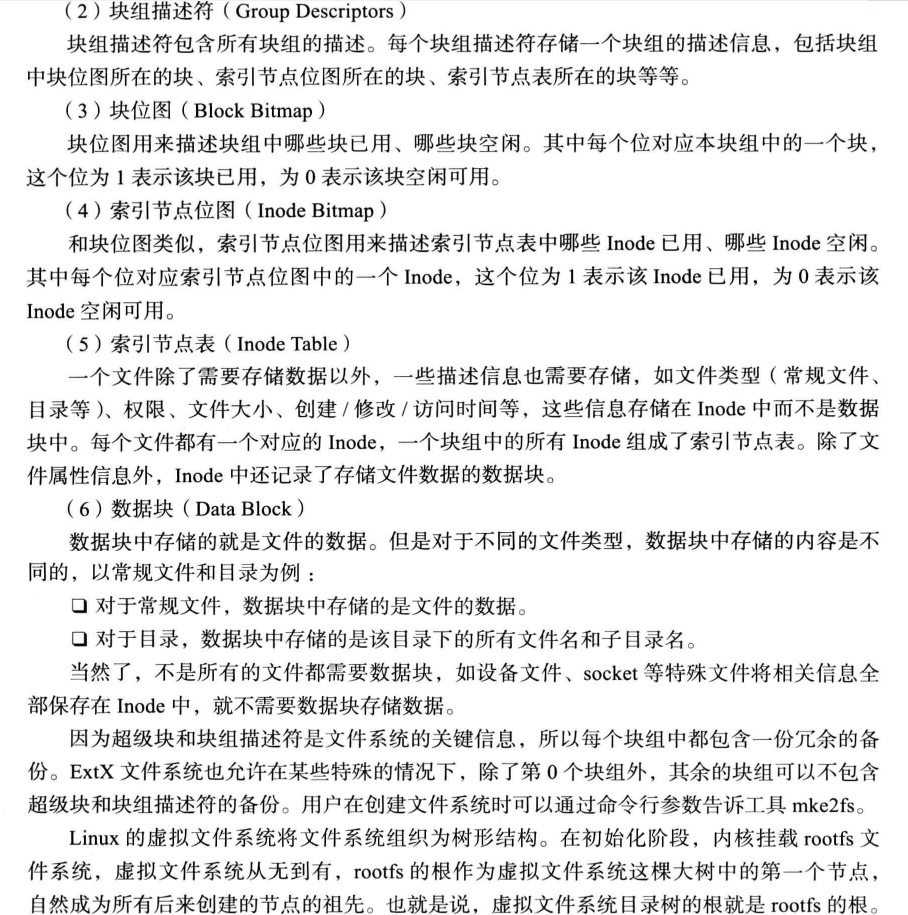 （2）块组描述符（Group Descriptors）
块组描述符包含所有块组的描述。每个块组描述符存储一个块组的描述信息，包括块组
中块位图所在的块、索引节点位图所在的块、索引节点表所在的块等等。
（3）块位图（Block Bitmap）
块位图用来描述块组中哪些块已用、哪些块空闲。其中每个位对应本块组中的一个块，
这个位为 1 表示该块已用，为 0 表示该块空闲可用。
（4）索引节点位图（Inode Bitmap）
和块位图类似，索引节点位图用来描述索引节点表中哪些 Inode 已用、哪些 Inode 空闲。
其中每个位对应索引节点位图中的一个 Inode，这个位为 1 表示该 Inode 已用，为 0 表示该
Inode 空闲可用。
（5）索引节点表（Inode Table）
一个文件除了需要存储数据以外，一些描述信息也需要存储，如文件类型（常规文件、
目录等）、权限、文件大小、创建 / 修改 / 访问时间等，这些信息存储在 Inode 中而不是数据
块中。每个文件都有一个对应的 Inode，一个块组中的所有 Inode 组成了索引节点表。除了文
件属性信息外，Inode 中还记录了存储文件数据的数据块。
（6）数据块（Data Block）
数据块中存储的就是文件的数据。但是对于不同的文件类型，数据块中存储的内容是不
同的，以常规文件和目录为例：
❑ 对于常规文件，数据块中存储的是文件的数据。
❑ 对于目录，数据块中存储的是该目录下的所有文件名和子目录名。
当然了，不是所有的文件都需要数据块，如设备文件、socket 等特殊文件将相关信息全
部保存在 Inode 中，就不需要数据块存储数据。
因为超级块和块组描述符是文件系统的关键信息，所以每个块组中都包含一份冗余的备
份。ExtX 文件系统也允许在某些特殊的情况下，除了第 0 个块组外，其余的块组可以不包含
超级块和块组描述符的备份。用户在创建文件系统时可以通过命令行参数告诉工具 mke2fs。
Linux 的虚拟文件系统将文件系统组织为树形结构。在初始化阶段，内核挂载 rootfs 文
件系统，虚拟文件系统从无到有，rootfs 的根作为虚拟文件系统这棵大树中的第一个节点，
自然成为所有后来创建的节点的祖先。也就是说，虚拟文件系统目录树的根就是 rootfs 的根。